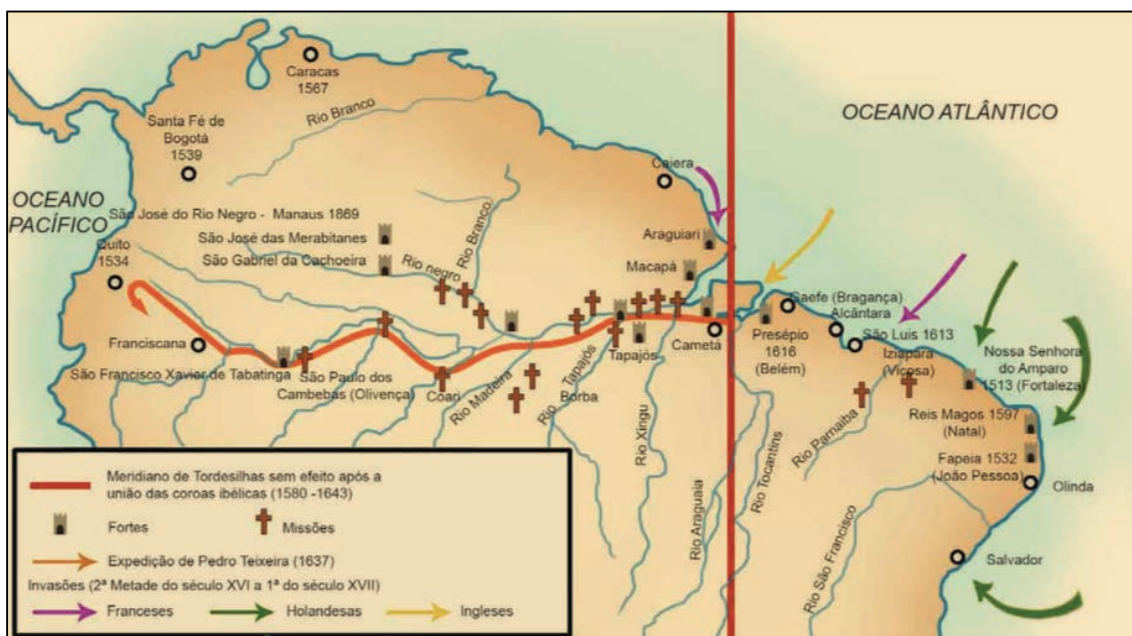 Caracas
1567
Rio Branco
Santa Fé de
Bogotá
1539
OCEANO ATLÂNTICO
OCEANO
PACÍFICO
Caiera
São José do Rio Negro - Manaus 1869
Araguiari
São José das Merabitanes
Quito
1534
São Gabriel da Cachoeira
Rio negro
Rio Branco
Macapá
Caefe (Bragança)
Alcântara
Presépio
1616
(Belém)
São Luis 1613
Iziapara
(Viçosa)
Nossa Senhora
do Amparo
1513 (Fortaleza)
Franciscana
Tapajós
Cametá
São Francisco Xavier de Tabatinga
São Paulo dos
Cambebas (Olivença)
Coari
Rio Madeira
Rio Tapajós
Borba
Rio Xingu
Rio Parnaiba
Reis Magos 1597
(Natal)
Fapeia 1532
(João Pessoa)
Olinda
Rio Araguaia
Rio Tocantins
Rio São Francisco
Salvador
Meridiano de Tordesilhas sem efeito após a
união das coroas ibélicas (1580 -1643)
Fortes
Missões
Expedição de Pedro Teixeira (1637)
Invasões (2ª Metade do século XVI a 1ª do século XVII)
Franceses
Holandesas
Ingleses